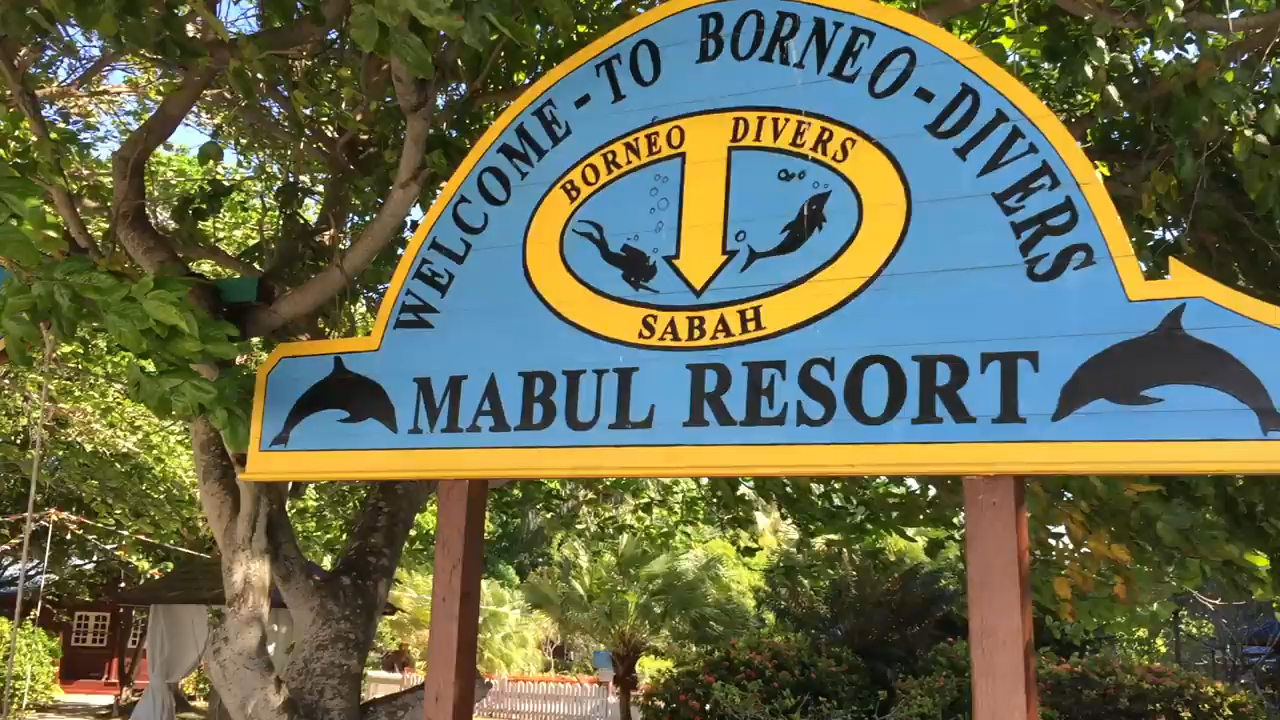 WELCOME-TO BORNEO-DIVERS
BORNEO DIVERS
SABAH
MABUL RESORT